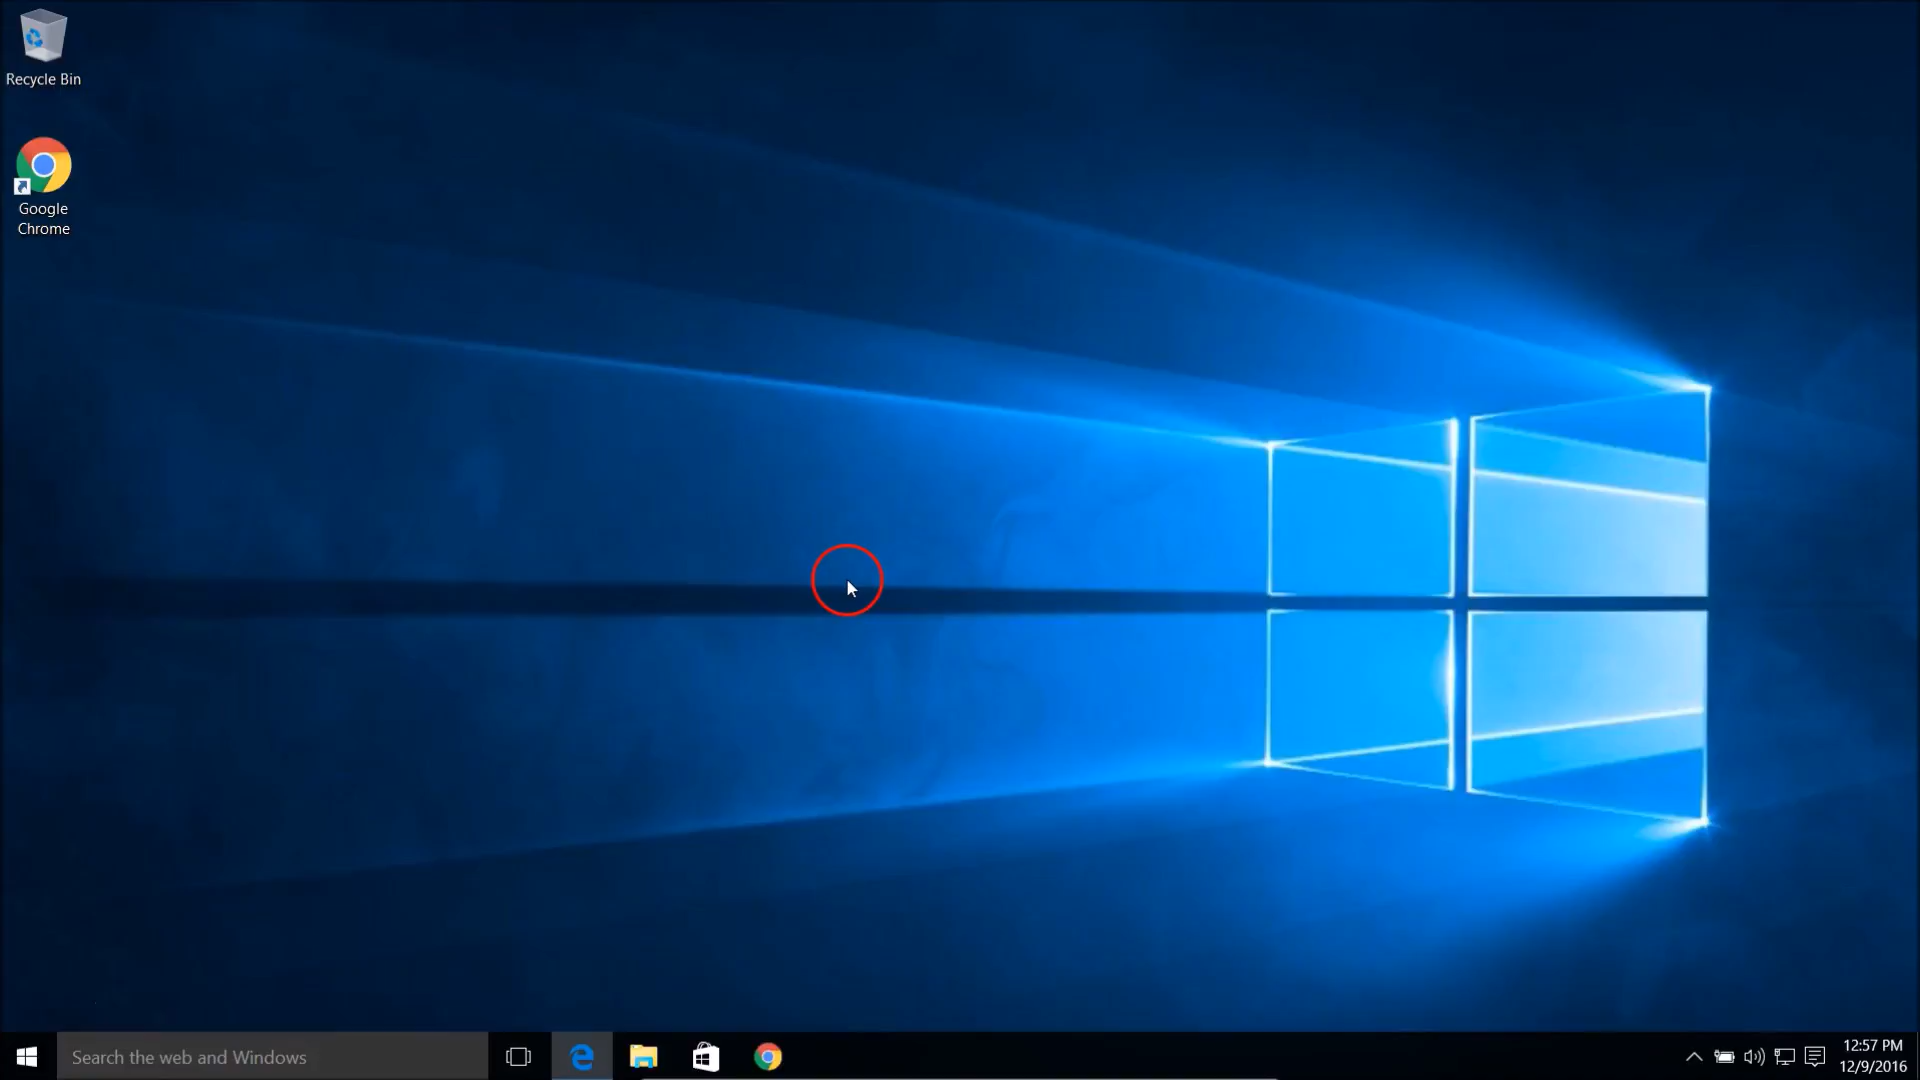 Recycle Bin
Google
Chrome
Search the web and Windows
12:57 PM
12/9/2016